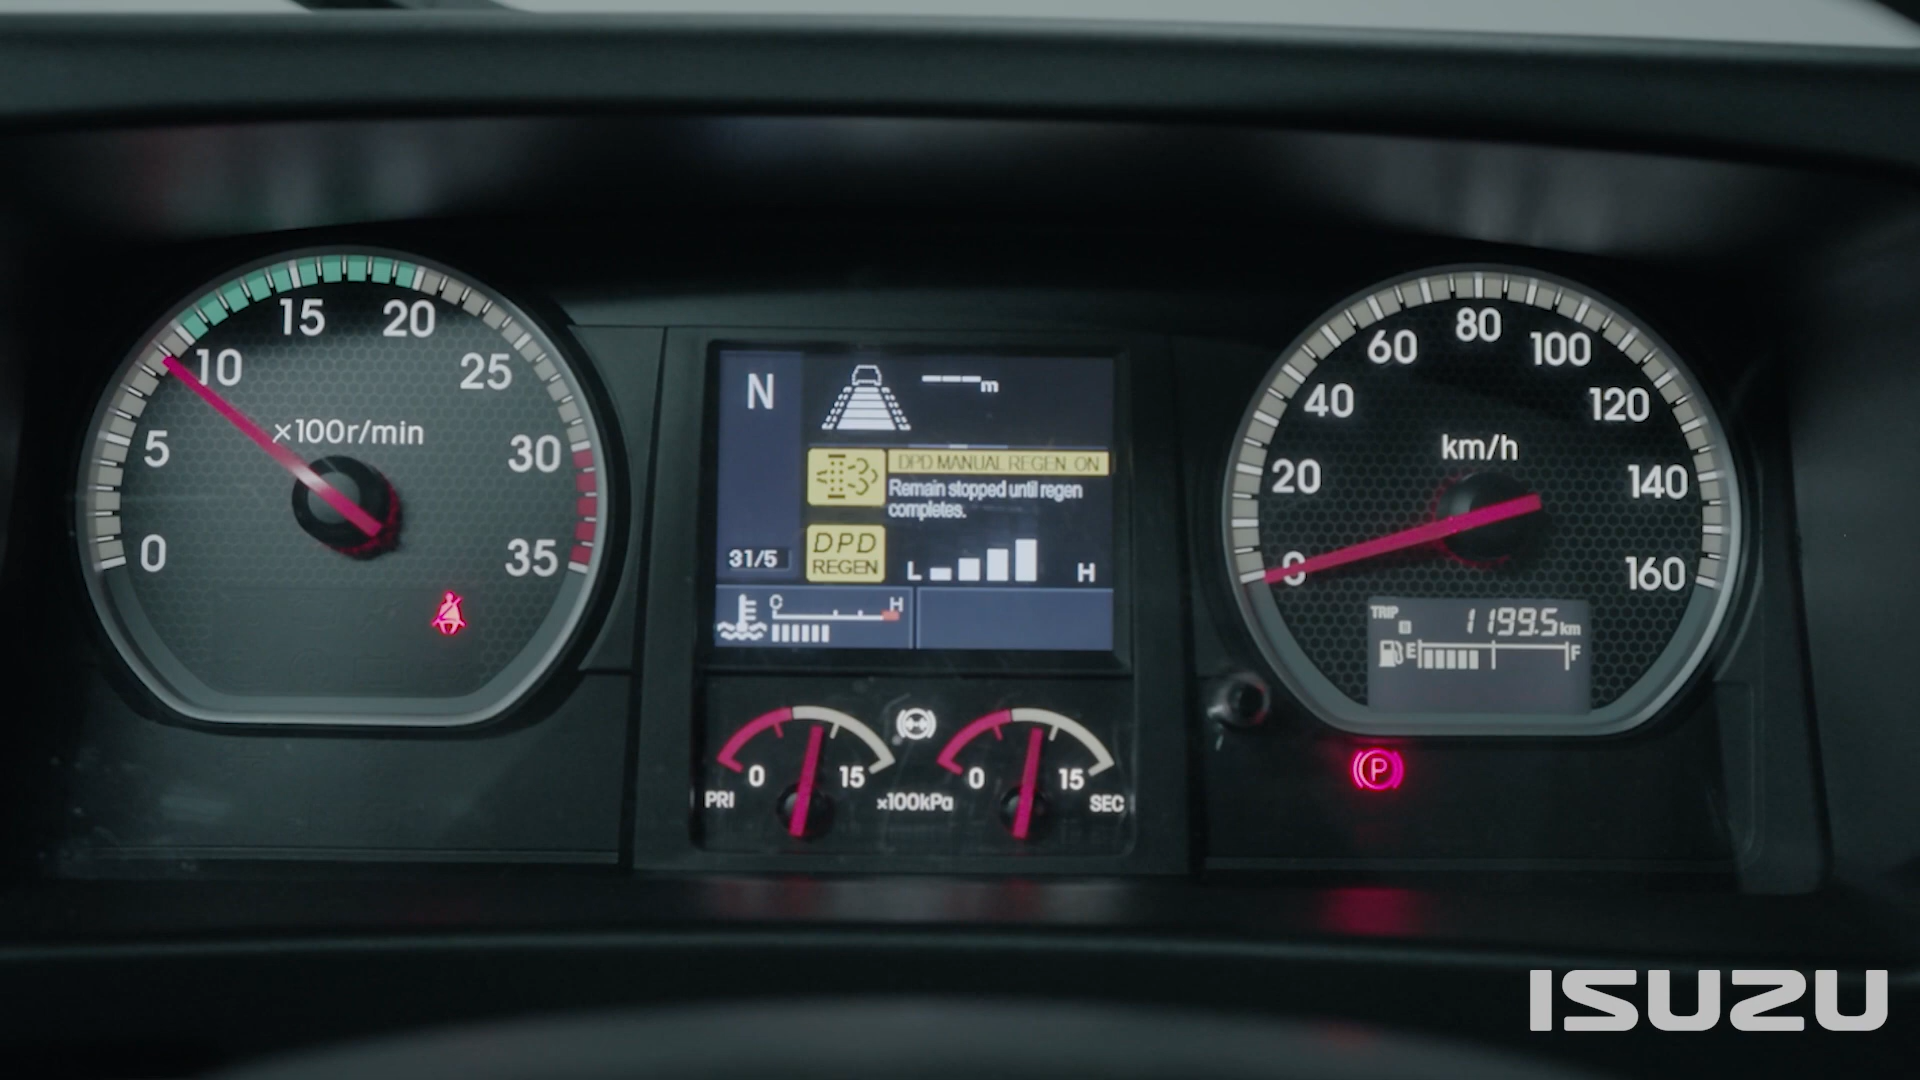 0
5
10
15
20
25
30
35
×100r/min
N
---m
DPD MANUAL REGEN ON
Remain stopped until regen
completes.
31/5
DPD
REGEN
L H
C H
0 15
PRI
×100kPa
0 15
SEC
0
20
40
60
80
100
120
140
160
km/h
TRIP B 1199.5km
E F
P
ISUZU